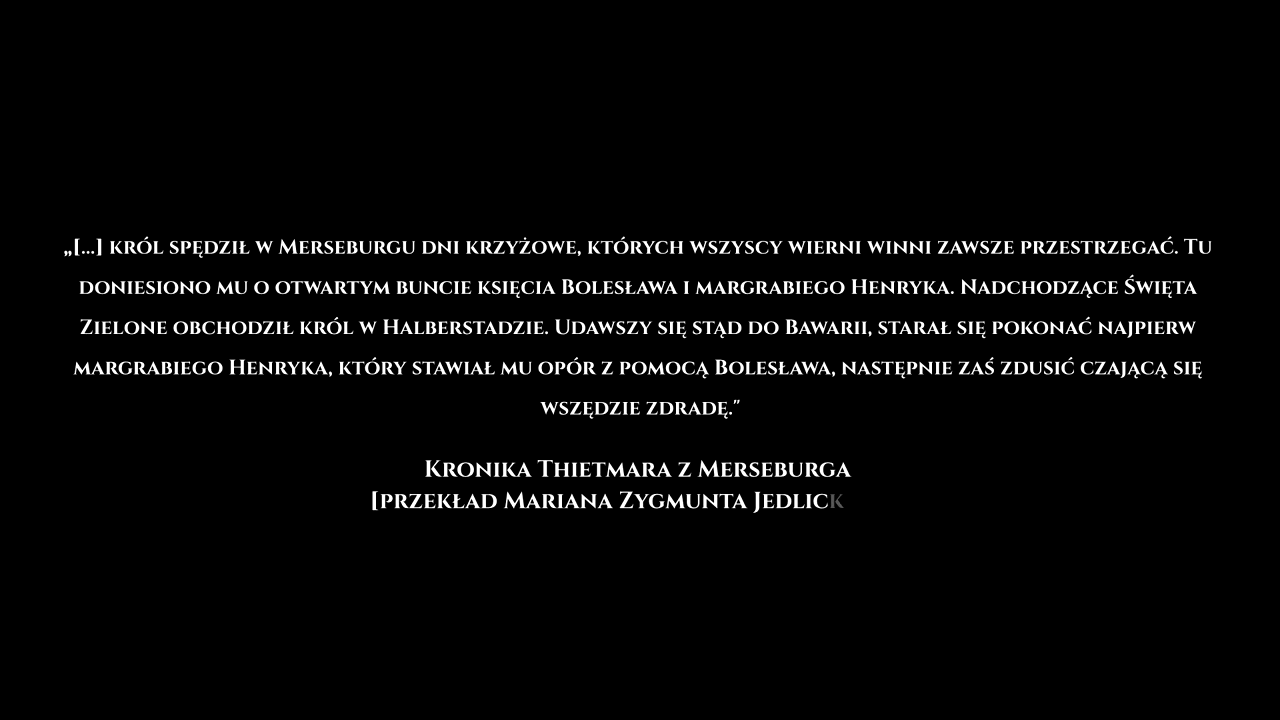 „[...] król spędził w Merseburgu dni krzyżowe, których wszyscy wierni winni zawsze przestrzegać. Tu
doniesiono mu o otwartym buncie księcia Bolesława i margrabiego Henryka. Nadchodzące Święta
Zielone obchodził król w Halberstadzie. Udawszy się stąd do Bawarii, starał się pokonać najpierw
margrabiego Henryka, który stawiał mu opór z pomocą Bolesława, następnie zaś zdusić czającą się
wszędzie zdradę."
Kronika Thietmara z Merseburga
[przekład Mariana Zygmunta Jedlick